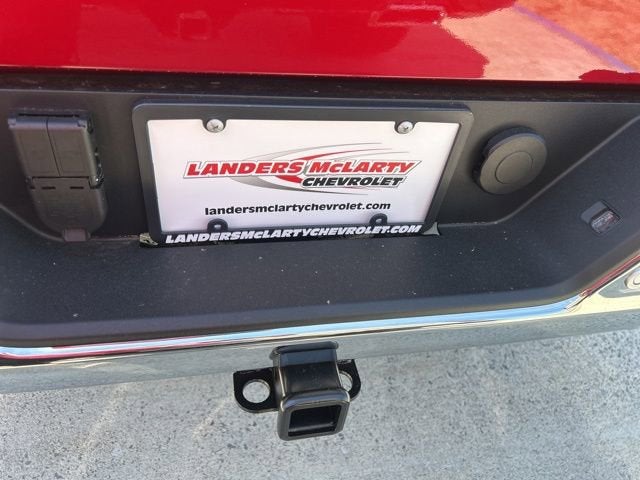 LANDERS McLARTY
CHEVROLET
landersmclartychevrolet.com
LANDERSMcLARTYCHEVROLET.COM